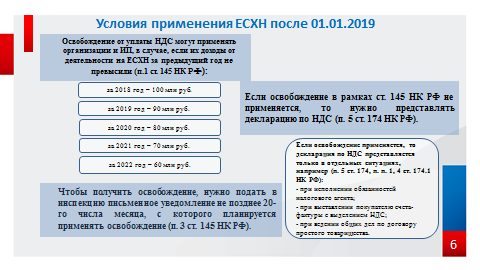 Условия применения ЕСХН после 01.01.2019
Освобождение от уплаты НДС могут применять
организации и ИП, в случае, если их доходы от
деятельности на ЕСХН за предыдущий год не
превысили (п.1 ст. 145 НК РФ):
за 2018 год – 100 млн руб.
за 2019 год – 90 млн руб.
за 2020 год – 80 млн руб.
за 2021 год – 70 млн руб.
за 2022 год – 60 млн руб.
Чтобы получить освобождение, нужно подать в
инспекцию письменное уведомление не позднее 20-
го числа месяца, с которого планируется
применять освобождение (п. 3 ст. 145 НК РФ).
Если освобождение в рамках ст. 145 НК РФ не
применяется, то нужно представлять
декларацию по НДС (п. 5 ст. 174 НК РФ).
Если освобождение применяется, то
декларация по НДС представляется
только в отдельных ситуациях,
например (п. 5 ст. 174, п. п. 1, 4 ст. 174.1
НК РФ):
- при исполнении обязанностей
налогового агента;
- при выставлении покупателю счета-
фактуры с выделением НДС;
- при ведении общих дел по договору
простого товарищества.
6